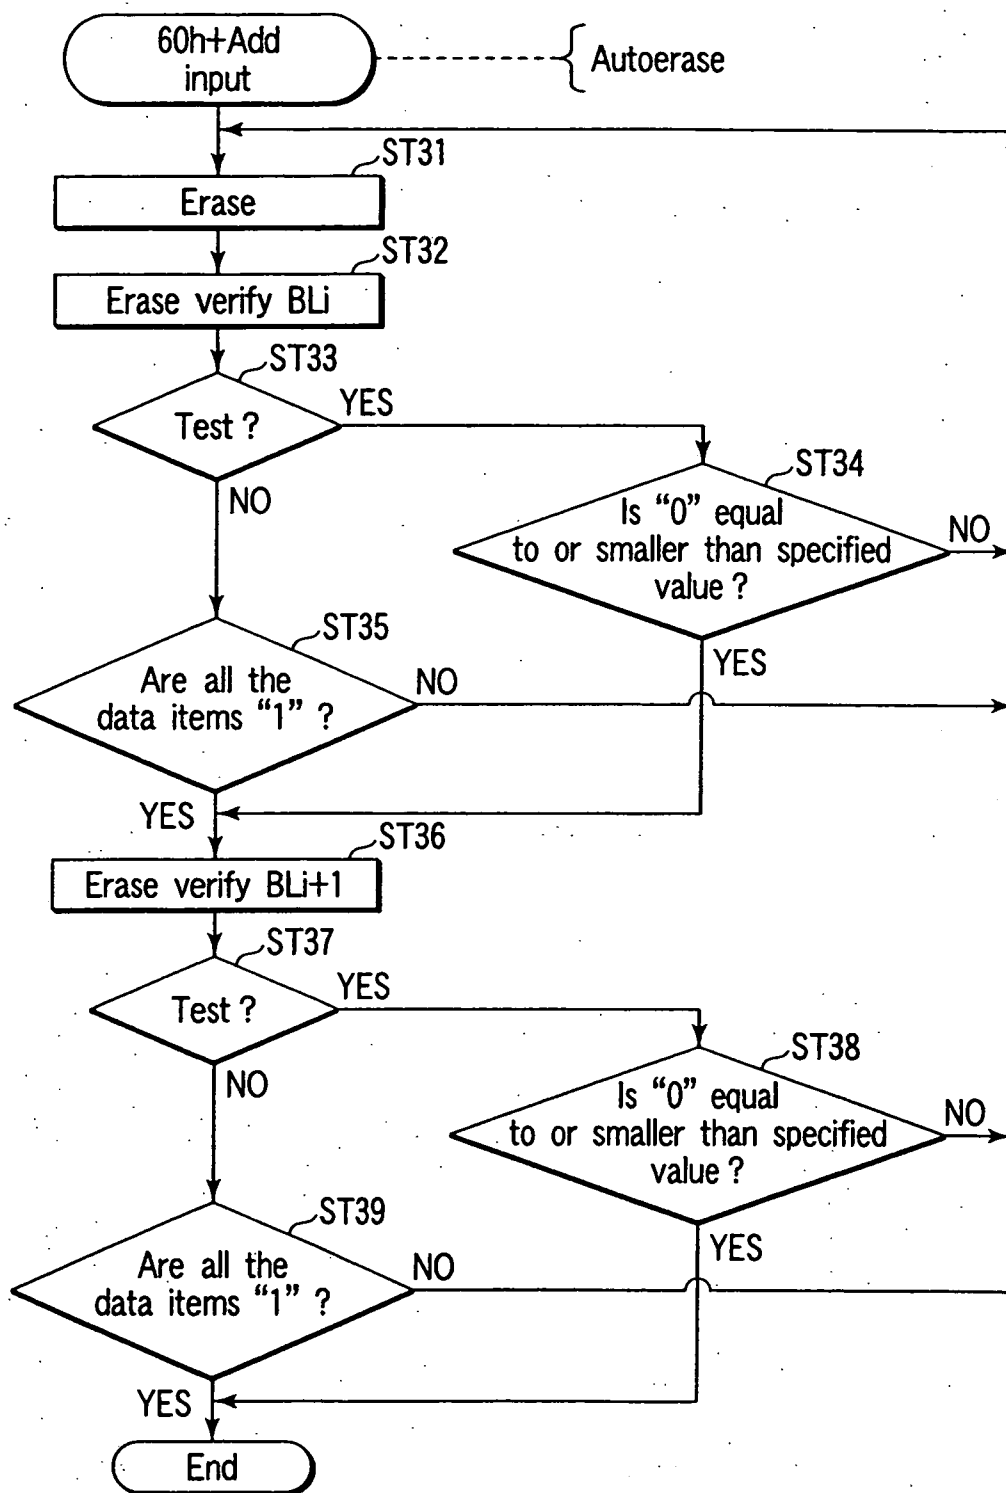 60h+Add
input
Autoerase
ST31
Erase
ST32
Erase verify BLi
ST33
Test ?
YES
NO
ST34
Is “0” equal
to or smaller than specified
value ?
NO
YES
ST35
Are all the
data items “1” ?
NO
YES
ST36
Erase verify BLi+1
ST37
Test ?
YES
NO
ST38
Is “0” equal
to or smaller than specified
value ?
NO
YES
ST39
Are all the
data items “1” ?
NO
YES
End